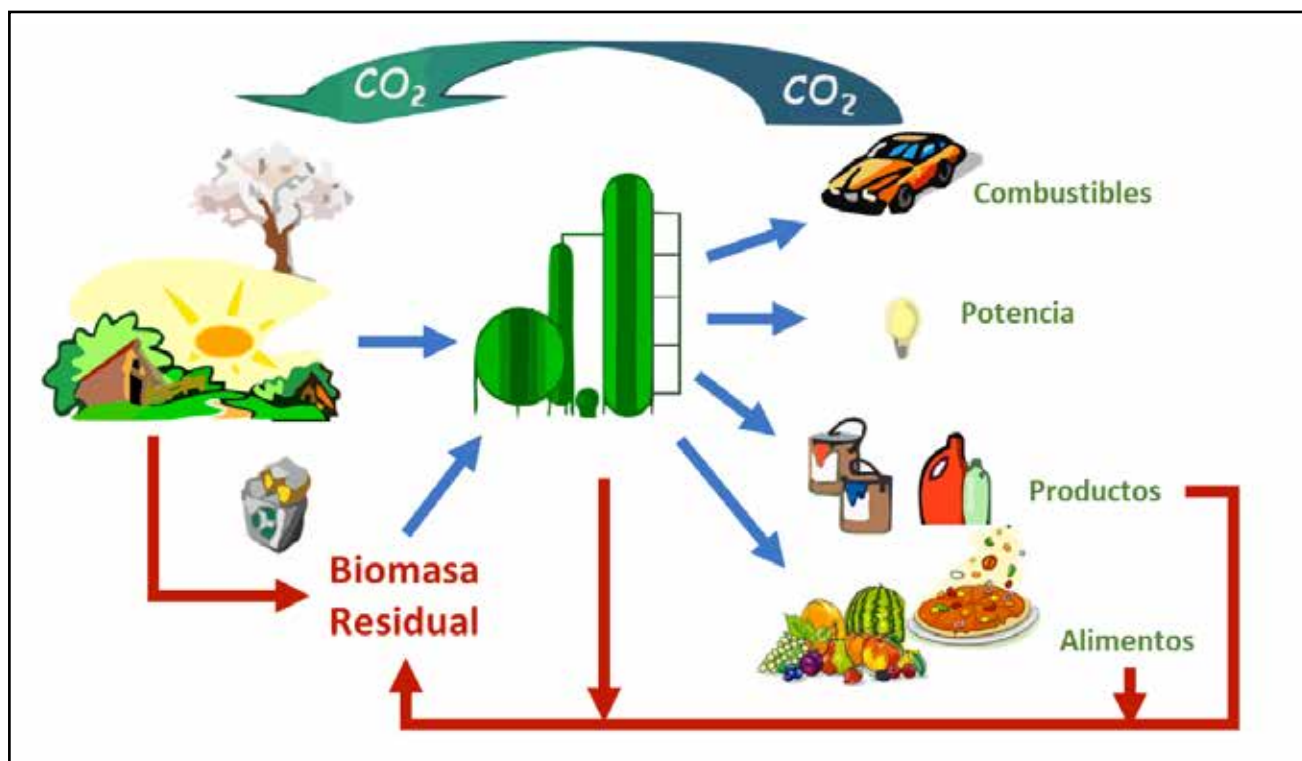 CO₂
CO₂
Combustibles
Potencia
Productos
Biomasa
Residual
Alimentos